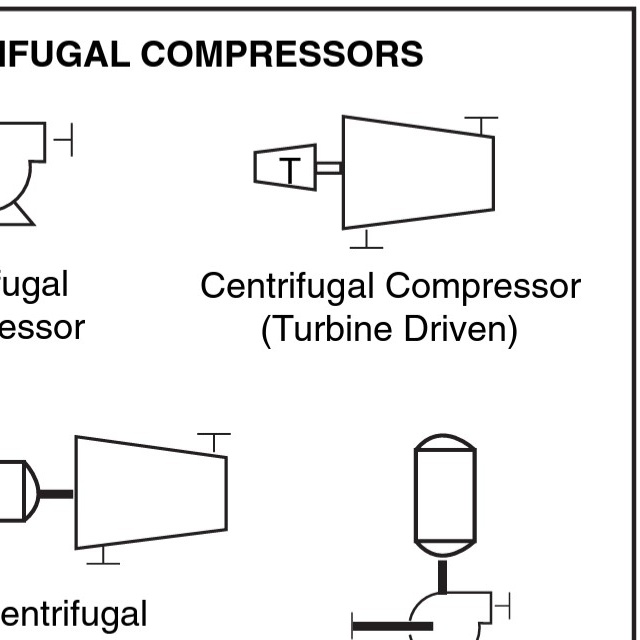 IFUGAL COMPRESSORS
T
fugal
essor
Centrifugal Compressor
(Turbine Driven)
entrifugal